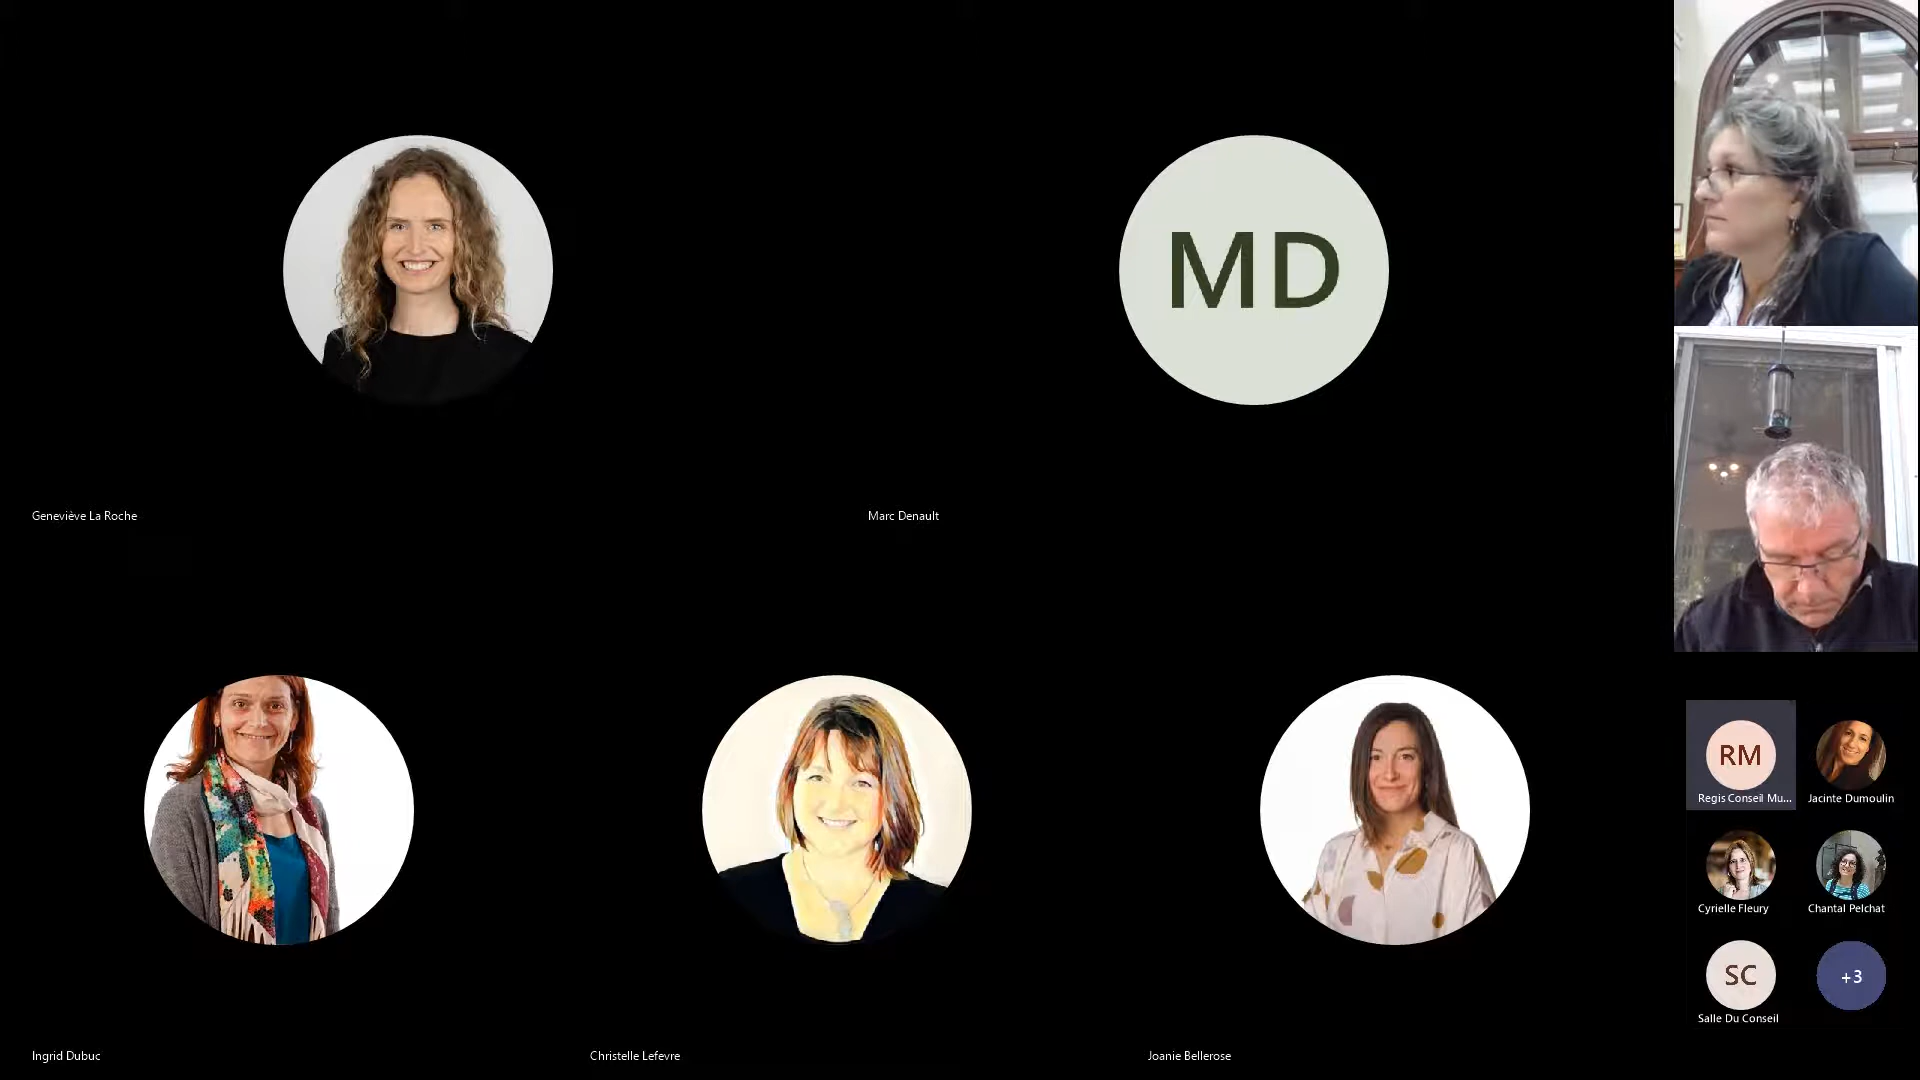 MD
Geneviève La Roche
Marc Denault
Ingrid Dubuc
Christelle Lefevre
Joanie Bellerose
RM
Regis Conseil Mu...
Jacinte Dumoulin
Cyrielle Fleury
Chantal Pelchat
SC
+3
Salle Du Conseil